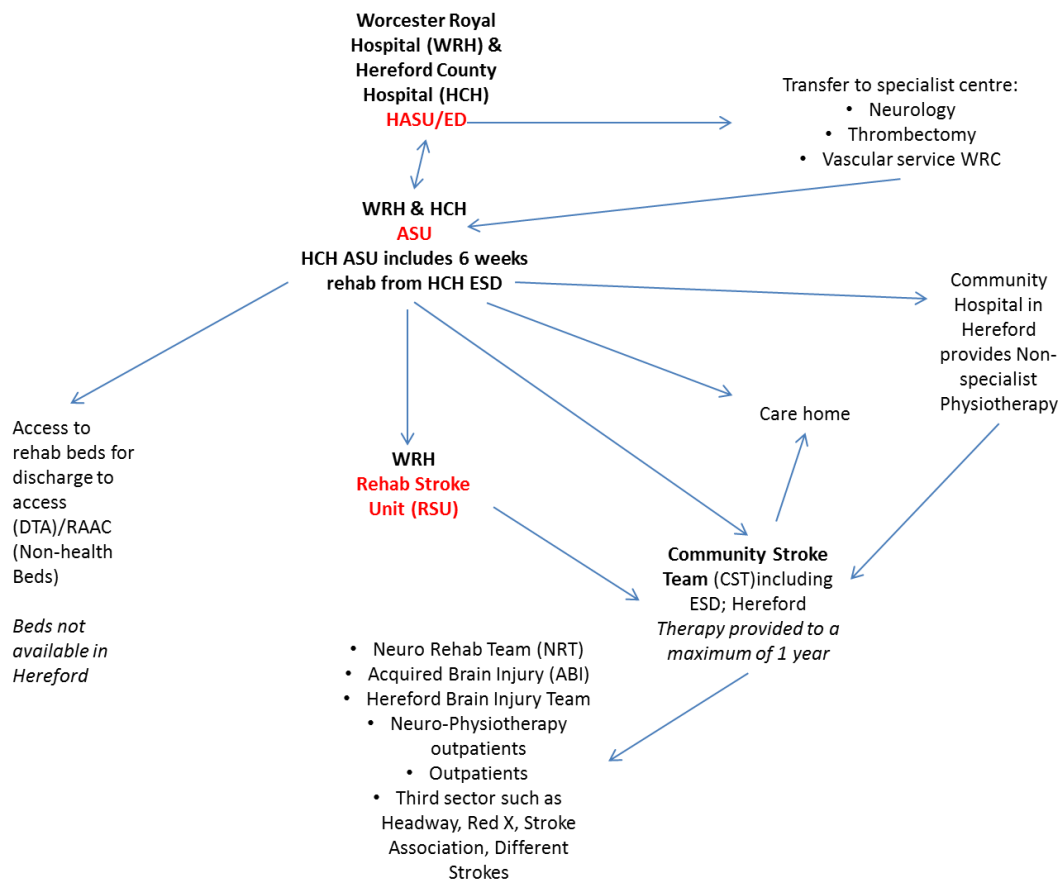 Worcester Royal
Hospital (WRH) &
Hereford County
Hospital (HCH)
HASU/ED
Transfer to specialist centre:
• Neurology
• Thrombectomy
• Vascular service WRC
WRH & HCH
ASU
HCH ASU includes 6 weeks
rehab from HCH ESD
Community
Hospital in
Hereford
provides Non-
specialist
Physiotherapy
Care home
Access to
rehab beds for
discharge to
access
(DTA)/RAAC
(Non-health
Beds)
Beds not
available in
Hereford
WRH
Rehab Stroke
Unit (RSU)
Community Stroke
Team (CST)including
ESD; Hereford
Therapy provided to a
maximum of 1 year
• Neuro Rehab Team (NRT)
• Acquired Brain Injury (ABI)
• Hereford Brain Injury Team
• Neuro-Physiotherapy
outpatients
• Outpatients
• Third sector such as
Headway, Red X, Stroke
Association, Different
Strokes